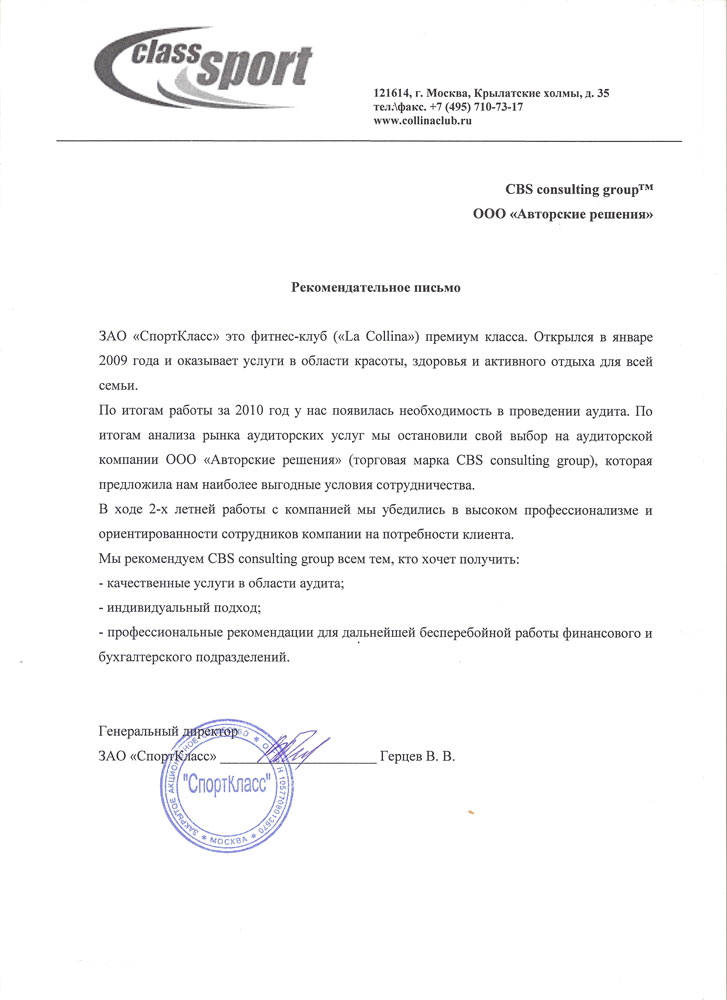 class
sport
121614, г. Москва, Крылатские холмы, д. 35
тел.\факс. +7 (495) 710-73-17
www.collinaclub.ru
CBS consulting group™
ООО «Авторские решения»
Рекомендательное письмо
ЗАО «СпортКласс» это фитнес-клуб («La Collina») премиум класса. Открылся в январе
2009 года и оказывает услуги в области красоты, здоровья и активного отдыха для всей
семьи.
По итогам работы за 2010 год у нас появилась необходимость в проведении аудита. По
итогам анализа рынка аудиторских услуг мы остановили свой выбор на аудиторской
компании ООО «Авторские решения» (торговая марка CBS consulting group), которая
предложила нам наиболее выгодные условия сотрудничества.
В ходе 2-х летней работы с компанией мы убедились в высоком профессионализме и
ориентированности сотрудников компании на потребности клиента.
Мы рекомендуем CBS consulting group всем тем, кто хочет получить:
- качественные услуги в области аудита;
- индивидуальный подход;
- профессиональные рекомендации для дальнейшей бесперебойной работы финансового и
бухгалтерского подразделений.
Генеральный директор
ЗАО «СпортКласс» ______________________ Герцев В. В.
"СпортКласс"
ЗАКРЫТОЕ АКЦИОНЕРНОЕ ОБЩЕСТВО
МОСКВА